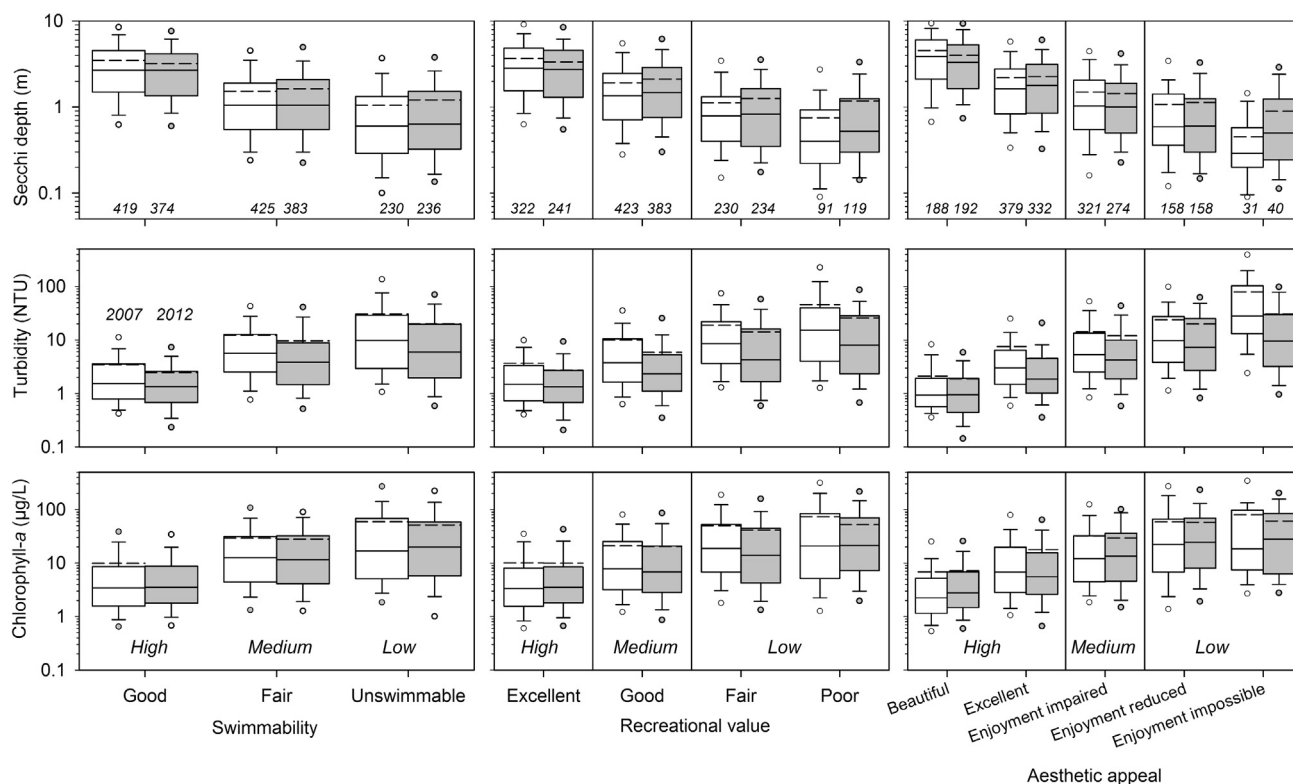 Secchi depth (m)
10
1
0.1
419 374 425 383 230 236
322 241 423 383 230 234 91 119
188 192 379 332 321 274 158 158 31 40
Turbidity (NTU)
100
10
1
0.1
2007 2012
Chlorophyll-a (µg/L)
100
10
1
0.1
High Medium Low
High Medium Low
High Medium Low
Good Fair Unswimmable
Swimmability
Excellent Good Fair Poor
Recreational value
Beautiful
Excellent
Enjoyment impaired
Enjoyment reduced
Enjoyment impossible
Aesthetic appeal